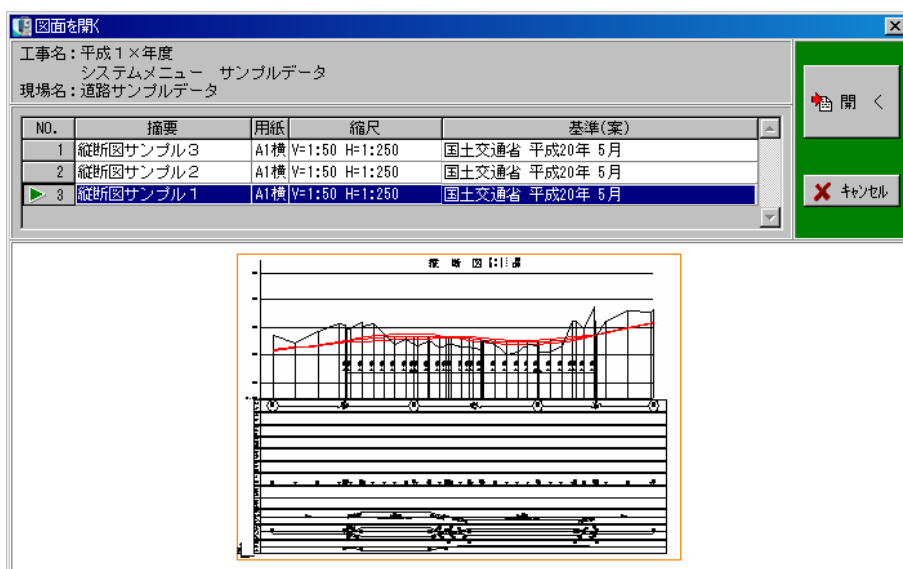 図面を開く
工事名：平成１×年度
システムメニュー　サンプルデータ
現場名：道路サンプルデータ
開　く
NO. 摘要 用紙 縮尺 基準(案)
1 縦断図サンプル３ A1横 V=1:50 H=1:250 国土交通省 平成20年 5月
2 縦断図サンプル２ A1横 V=1:50 H=1:250 国土交通省 平成20年 5月
3 縦断図サンプル１ A1横 V=1:50 H=1:250 国土交通省 平成20年 5月
ｷｬﾝｾﾙ
縦 断 図